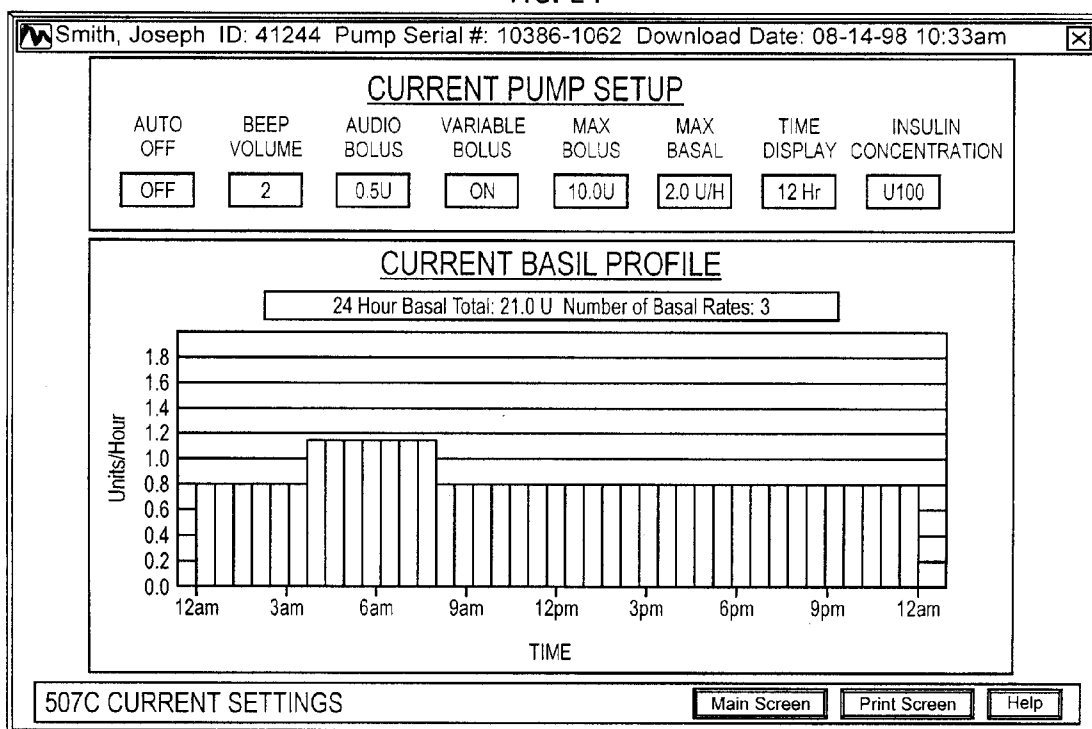 Smith, Joseph ID: 41244 Pump Serial #: 10386-1062 Download Date: 08-14-98 10:33am
CURRENT PUMP SETUP
AUTO OFF
BEEP VOLUME
AUDIO BOLUS
VARIABLE BOLUS
MAX BOLUS
MAX BASAL
TIME DISPLAY
INSULIN CONCENTRATION
OFF
2
0.5U
ON
10.0U
2.0 U/H
12 Hr
U100
CURRENT BASIL PROFILE
24 Hour Basal Total: 21.0 U Number of Basal Rates: 3
Units/Hour
1.8
1.6
1.4
1.2
1.0
0.8
0.6
0.4
0.2
0.0
12am 3am 6am 9am 12pm 3pm 6pm 9pm 12am
TIME
507C CURRENT SETTINGS
Main Screen
Print Screen
Help